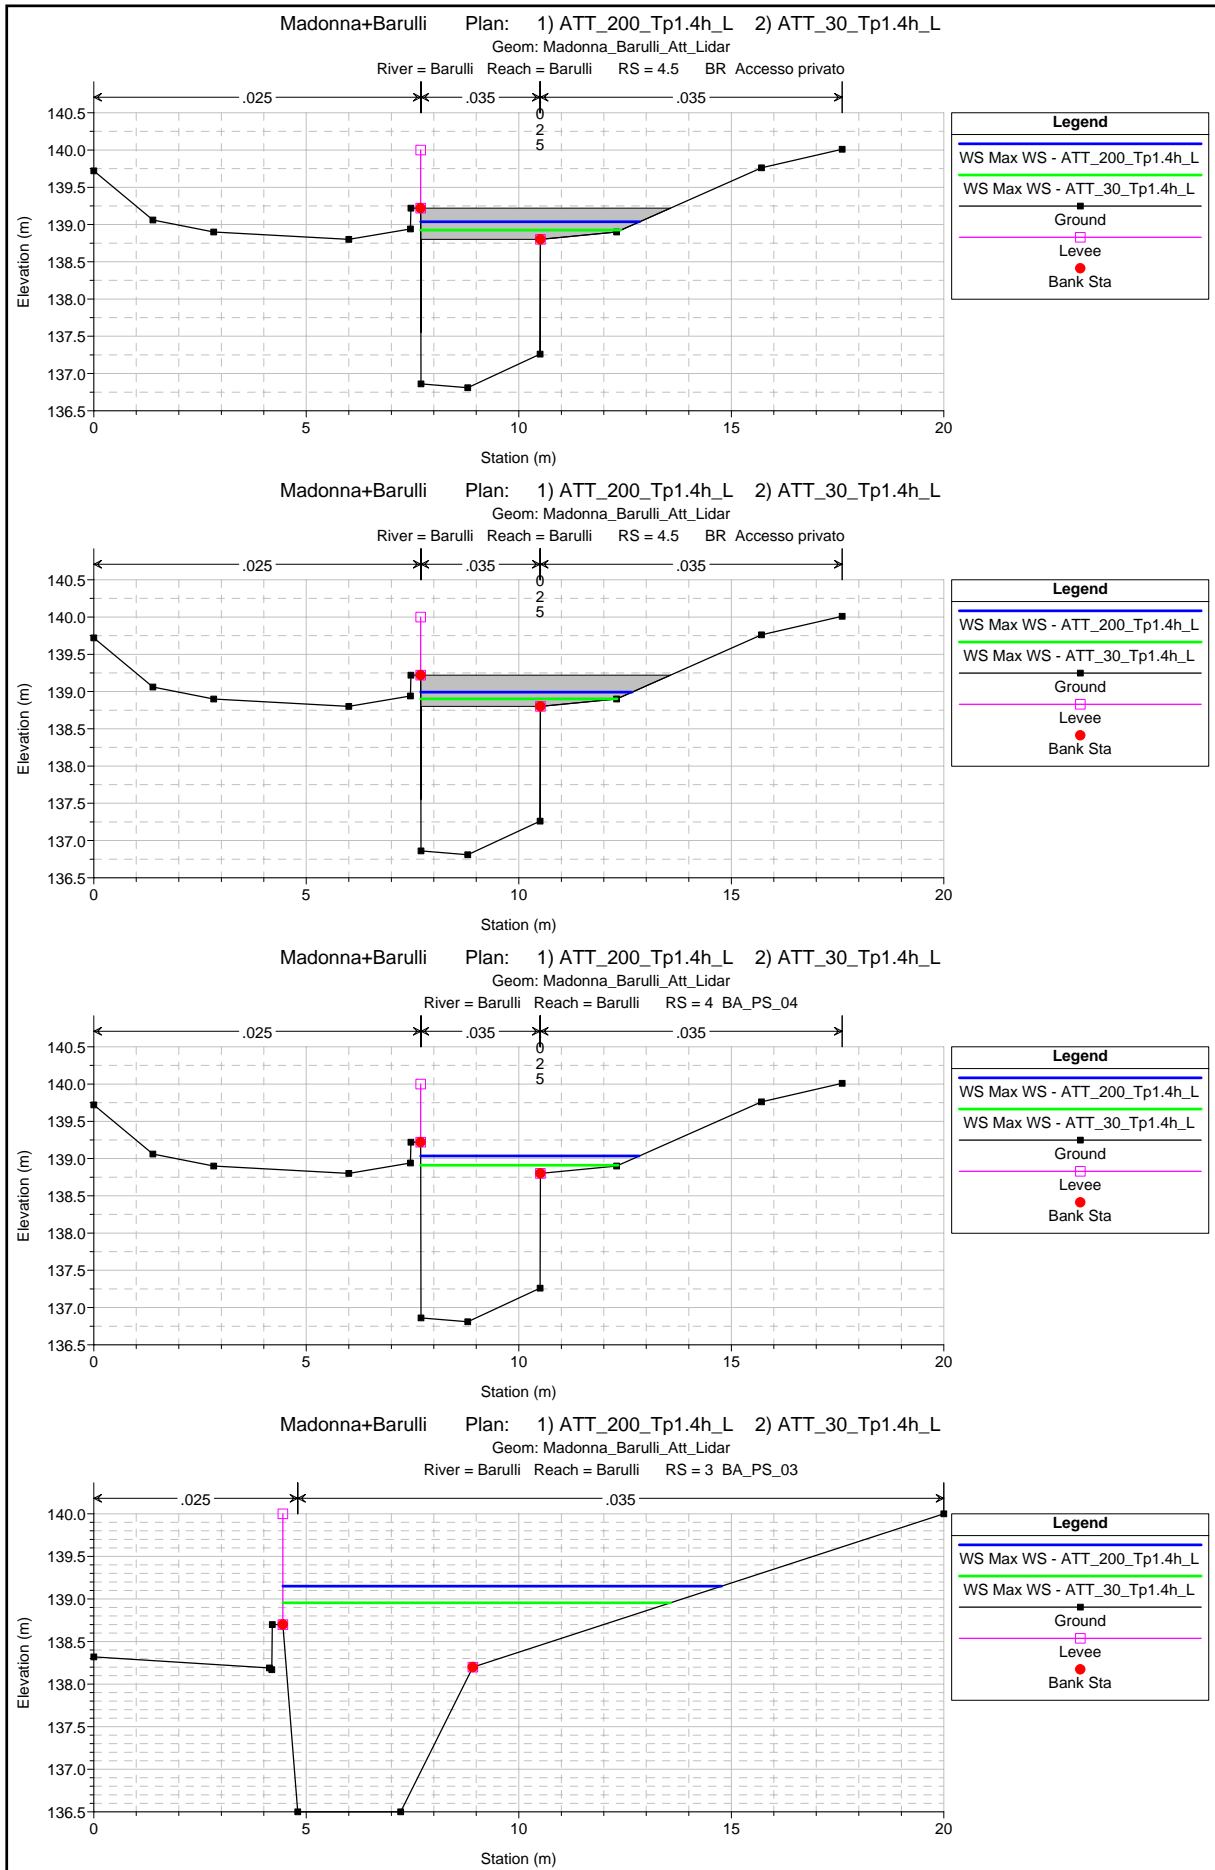 Madonna+Barulli Plan: 1) ATT_200_Tp1.4h_L 2) ATT_30_Tp1.4h_L
Geom: Madonna_Barulli_Att_Lidar
River = Barulli Reach = Barulli RS = 4.5 BR Accesso privato
.025 .035 .035
0
2
5
140.5
140.0
139.5
139.0
138.5
138.0
137.5
137.0
136.5
Elevation (m)
0 5 10 15 20
Station (m)
Legend
WS Max WS - ATT_200_Tp1.4h_L
WS Max WS - ATT_30_Tp1.4h_L
Ground
Levee
Bank Sta
Madonna+Barulli Plan: 1) ATT_200_Tp1.4h_L 2) ATT_30_Tp1.4h_L
Geom: Madonna_Barulli_Att_Lidar
River = Barulli Reach = Barulli RS = 4.5 BR Accesso privato
.025 .035 .035
0
2
5
140.5
140.0
139.5
139.0
138.5
138.0
137.5
137.0
136.5
Elevation (m)
0 5 10 15 20
Station (m)
Legend
WS Max WS - ATT_200_Tp1.4h_L
WS Max WS - ATT_30_Tp1.4h_L
Ground
Levee
Bank Sta
Madonna+Barulli Plan: 1) ATT_200_Tp1.4h_L 2) ATT_30_Tp1.4h_L
Geom: Madonna_Barulli_Att_Lidar
River = Barulli Reach = Barulli RS = 4 BA_PS_04
.025 .035 .035
0
2
5
140.5
140.0
139.5
139.0
138.5
138.0
137.5
137.0
136.5
Elevation (m)
0 5 10 15 20
Station (m)
Legend
WS Max WS - ATT_200_Tp1.4h_L
WS Max WS - ATT_30_Tp1.4h_L
Ground
Levee
Bank Sta
Madonna+Barulli Plan: 1) ATT_200_Tp1.4h_L 2) ATT_30_Tp1.4h_L
Geom: Madonna_Barulli_Att_Lidar
River = Barulli Reach = Barulli RS = 3 BA_PS_03
.025 .035
140.0
139.5
139.0
138.5
138.0
137.5
137.0
136.5
Elevation (m)
0 5 10 15 20
Station (m)
Legend
WS Max WS - ATT_200_Tp1.4h_L
WS Max WS - ATT_30_Tp1.4h_L
Ground
Levee
Bank Sta